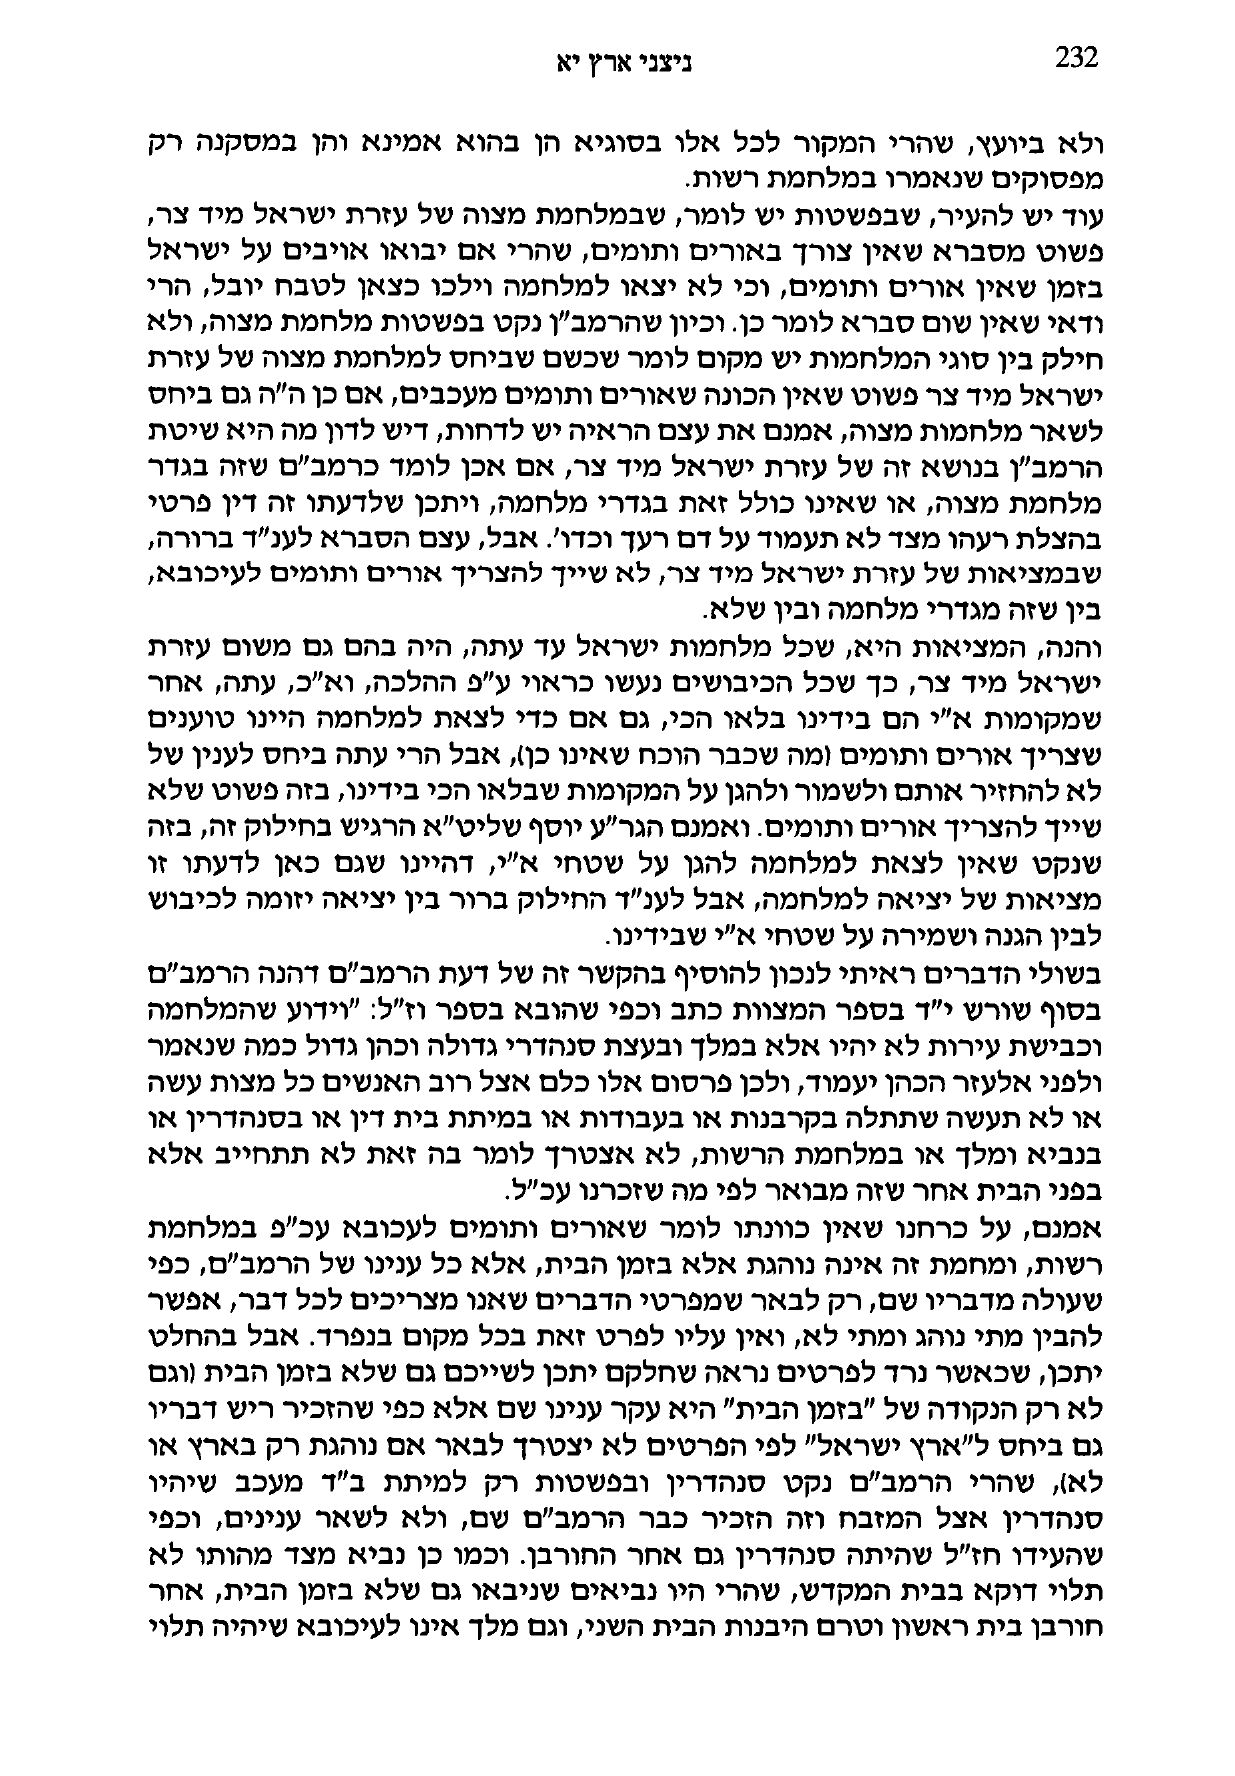 232
ניצני ארץ יא
ולא ביועץ, שהרי המקור לכל אלו בסוגיא הן בהוא אמינא והן במסקנה רק
מפסוקים שנאמרו במלחמת רשות.
עוד יש להעיר, שבפשטות יש לומר, שבמלחמת מצוה של עזרת ישראל מיד צר,
פשוט מסברא שאין צורך באורים ותומים, שהרי אם יבואו אויבים על ישראל
בזמן שאין אורים ותומים, וכי לא יצאו למלחמה וילכו כצאן לטבח יובל, הרי
ודאי שאין שום סברא לומר כן. וכיון שהרמב"ן נקט בפשטות מלחמת מצוה, ולא
חילק בין סוגי המלחמות יש מקום לומר שכשם שביחס למלחמת מצוה של עזרת
ישראל מיד צר פשוט שאין הכונה שאורים ותומים מעכבים, אם כן ה"ה גם ביחס
לשאר מלחמות מצוה, אמנם את עצם הראיה יש לדחות, דיש לדון מה היא שיטת
הרמב"ן בנושא זה של עזרת ישראל מיד צר, אם אכן לומד כרמב"ם שזה בגדר
מלחמת מצוה, או שאינו כולל זאת בגדרי מלחמה, ויתכן שלדעתו זה דין פרטי
בהצלת רעהו מצד לא תעמוד על דם רעך וכדו'. אבל, עצם הסברא לענ"ד ברורה,
שבמציאות של עזרת ישראל מיד צר, לא שייך להצריך אורים ותומים לעיכובא,
בין שזה מגדרי מלחמה ובין שלא.
והנה, המציאות היא, שכל מלחמות ישראל עד עתה, היה בהם גם משום עזרת
ישראל מיד צר, כך שכל הכיבושים נעשו כראוי ע"פ ההלכה, וא"כ, עתה, אחר
שמקומות א"י הם בידינו בלאו הכי, גם אם כדי לצאת למלחמה היינו טוענים
שצריך אורים ותומים (מה שכבר הוכח שאינו כן), אבל הרי עתה ביחס לענין של
לא להחזיר אותם ולשמור ולהגן על המקומות שבלאו הכי בידינו, בזה פשוט שלא
שייך להצריך אורים ותומים. ואמנם הגר"ע יוסף שליט"א הרגיש בחילוק זה, בזה
שנקט שאין לצאת למלחמה להגן על שטחי א"י, דהיינו שגם כאן לדעתו זו
מציאות של יציאה למלחמה, אבל לענ"ד החילוק ברור בין יציאה יזומה לכיבוש
לבין הגנה ושמירה על שטחי א"י שבידינו.
בשולי הדברים ראיתי לנכון להוסיף בהקשר זה של דעת הרמב"ם דהנה הרמב"ם
בסוף שורש י"ד בספר המצוות כתב וכפי שהובא בספר וז"ל: "וידוע שהמלחמה
וכבישת עירות לא יהיו אלא במלך ובעצת סנהדרי גדולה וכהן גדול כמה שנאמר
ולפני אלעזר הכהן יעמוד, ולכן פרסום אלו כלם אצל רוב האנשים כל מצות עשה
או לא תעשה שתתלה בקרבנות או בעבודות או במיתת בית דין או בסנהדרין או
בנביא ומלך או במלחמת הרשות, לא אצטרך לומר בה זאת לא תתחייב אלא
בפני הבית אחר שזה מבואר לפי מה שזכרנו עכ"ל.
אמנם, על כרחנו שאין כוונתו לומר שאורים ותומים לעכובא עכ"פ במלחמת
רשות, ומחמת זה אינה נוהגת אלא בזמן הבית, אלא כל ענינו של הרמב"ם, כפי
שעולה מדבריו שם, רק לבאר שמפרטי הדברים שאנו מצריכים לכל דבר, אפשר
להבין מתי נוהג ומתי לא, ואין עליו לפרט זאת בכל מקום בנפרד. אבל בהחלט
יתכן, שכאשר נרד לפרטים נראה שחלקם יתכן לשייכם גם שלא בזמן הבית (וגם
לא רק הנקודה של "בזמן הבית" היא עקר ענינו שם אלא כפי שהזכיר ריש דבריו
גם ביחס ל"ארץ ישראל" לפי הפרטים לא יצטרך לבאר אם נוהגת רק בארץ או
לא), שהרי הרמב"ם נקט סנהדרין ובפשטות רק למיתת ב"ד מעכב שיהיו
סנהדרין אצל המזבח וזה הזכיר כבר הרמב"ם שם, ולא לשאר ענינים, וכפי
שהעידו חז"ל שהיתה סנהדרין גם אחר החורבן. וכמו כן נביא מצד מהותו לא
תלוי דוקא בבית המקדש, שהרי היו נביאים שניבאו גם שלא בזמן הבית, אחר
חורבן בית ראשון וטרם היבנות הבית השני, וגם מלך אינו לעיכובא שיהיה תלוי